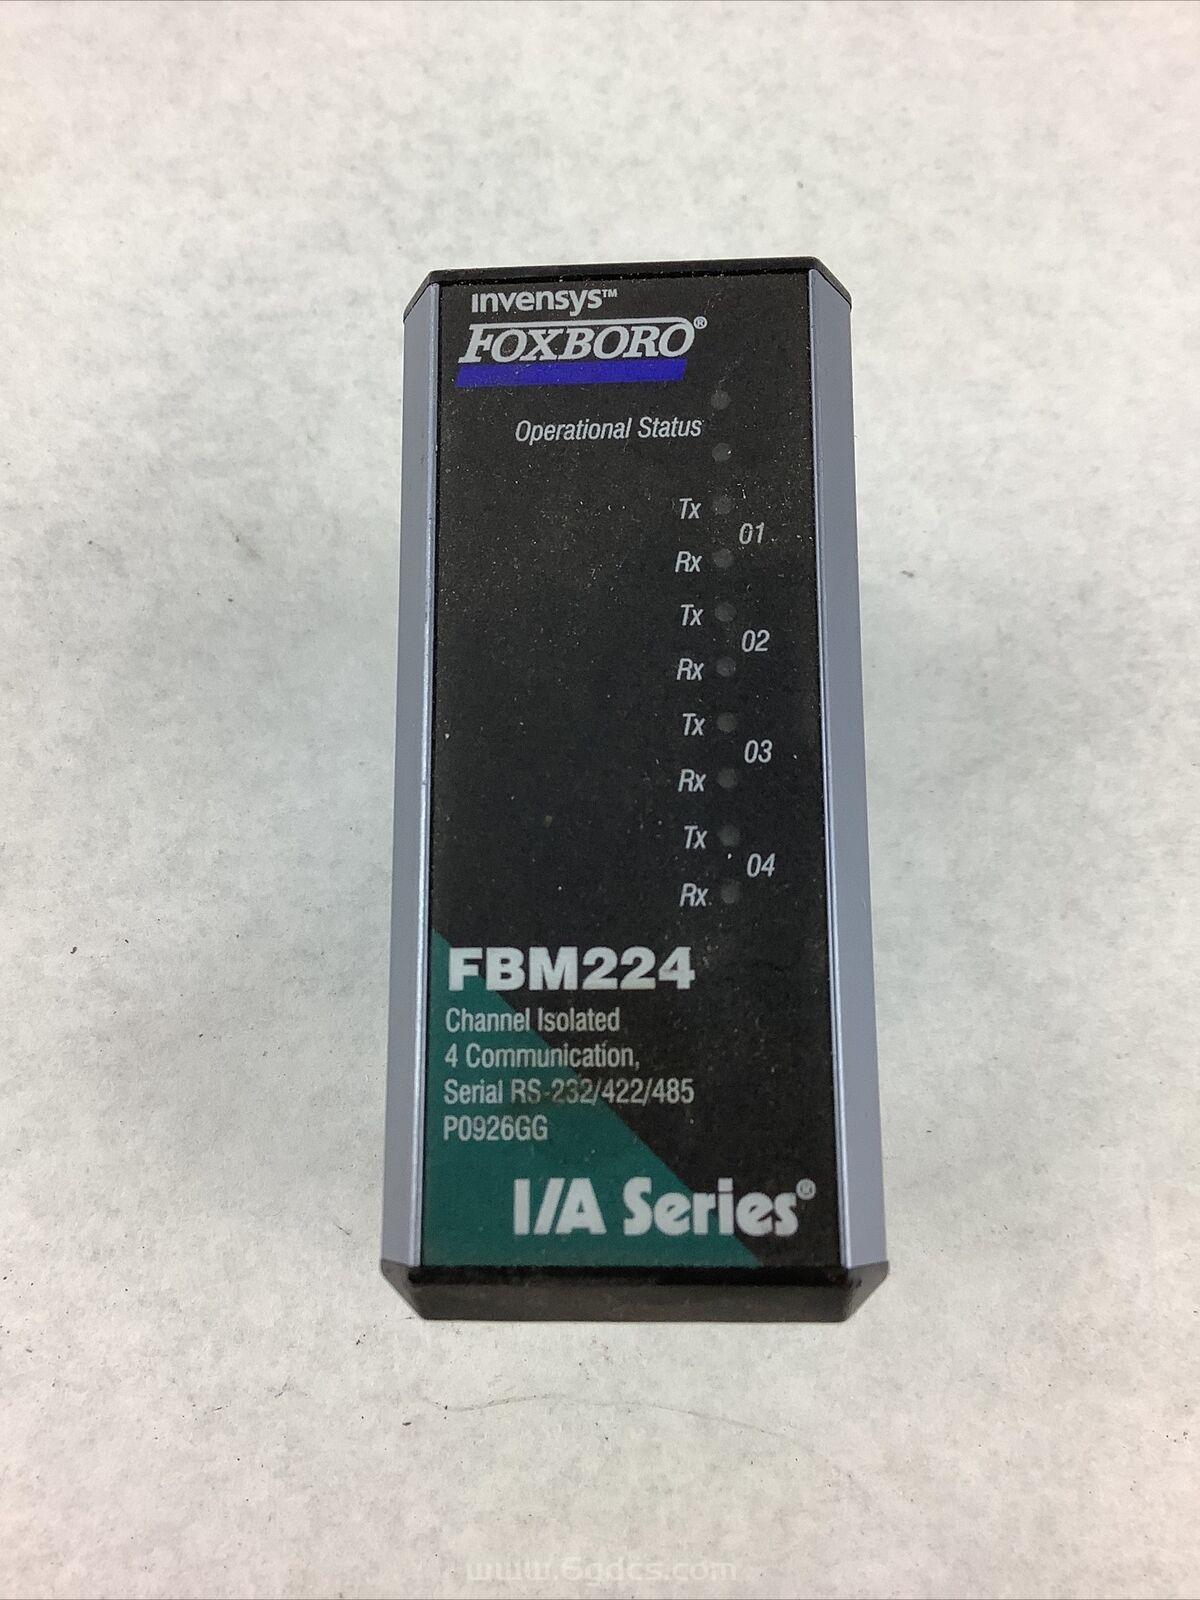 invensys™
FOXBORO®
Operational Status
Tx
01
Rx
Tx
02
Rx
Tx
03
Rx
Tx
04
Rx
FBM224
Channel Isolated
4 Communication,
Serial RS-232/422/485
P0926GG
I/A Series®
www.6gdcs.com